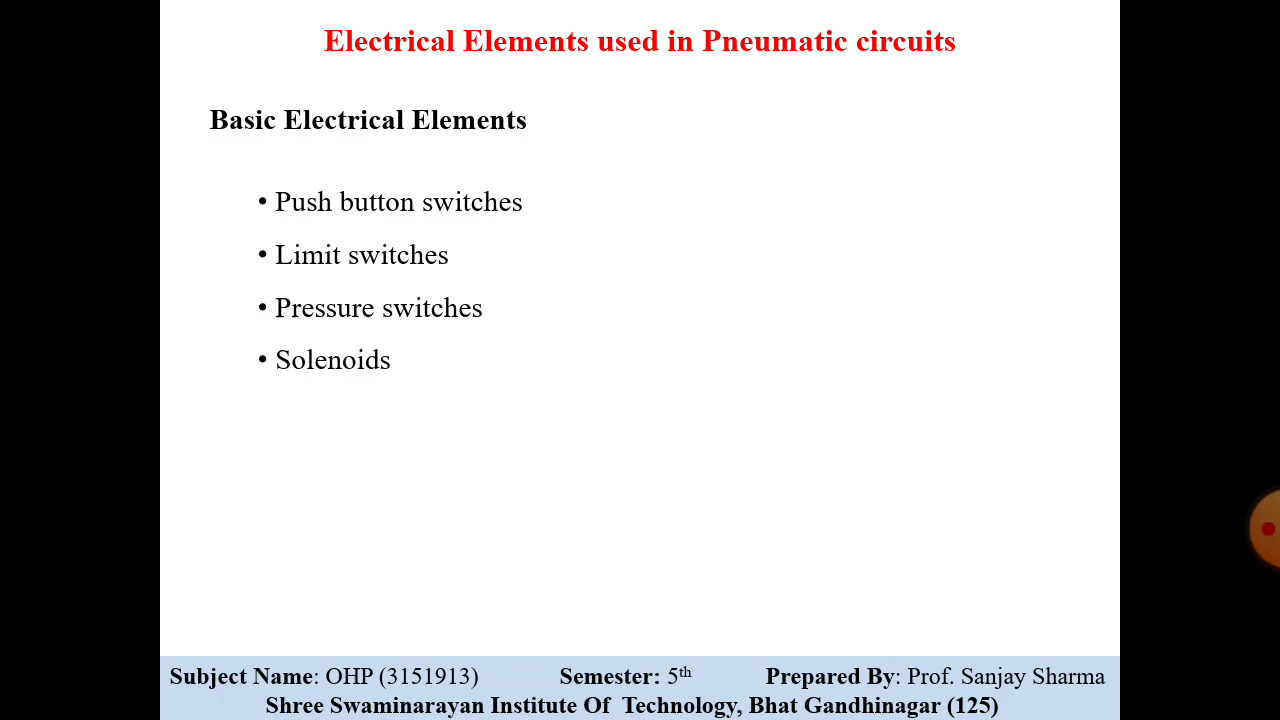 Electrical Elements used in Pneumatic circuits
Basic Electrical Elements
• Push button switches
• Limit switches
• Pressure switches
• Solenoids
Subject Name: OHP (3151913) Semester: 5th Prepared By: Prof. Sanjay Sharma
Shree Swaminarayan Institute Of Technology, Bhat Gandhinagar (125)